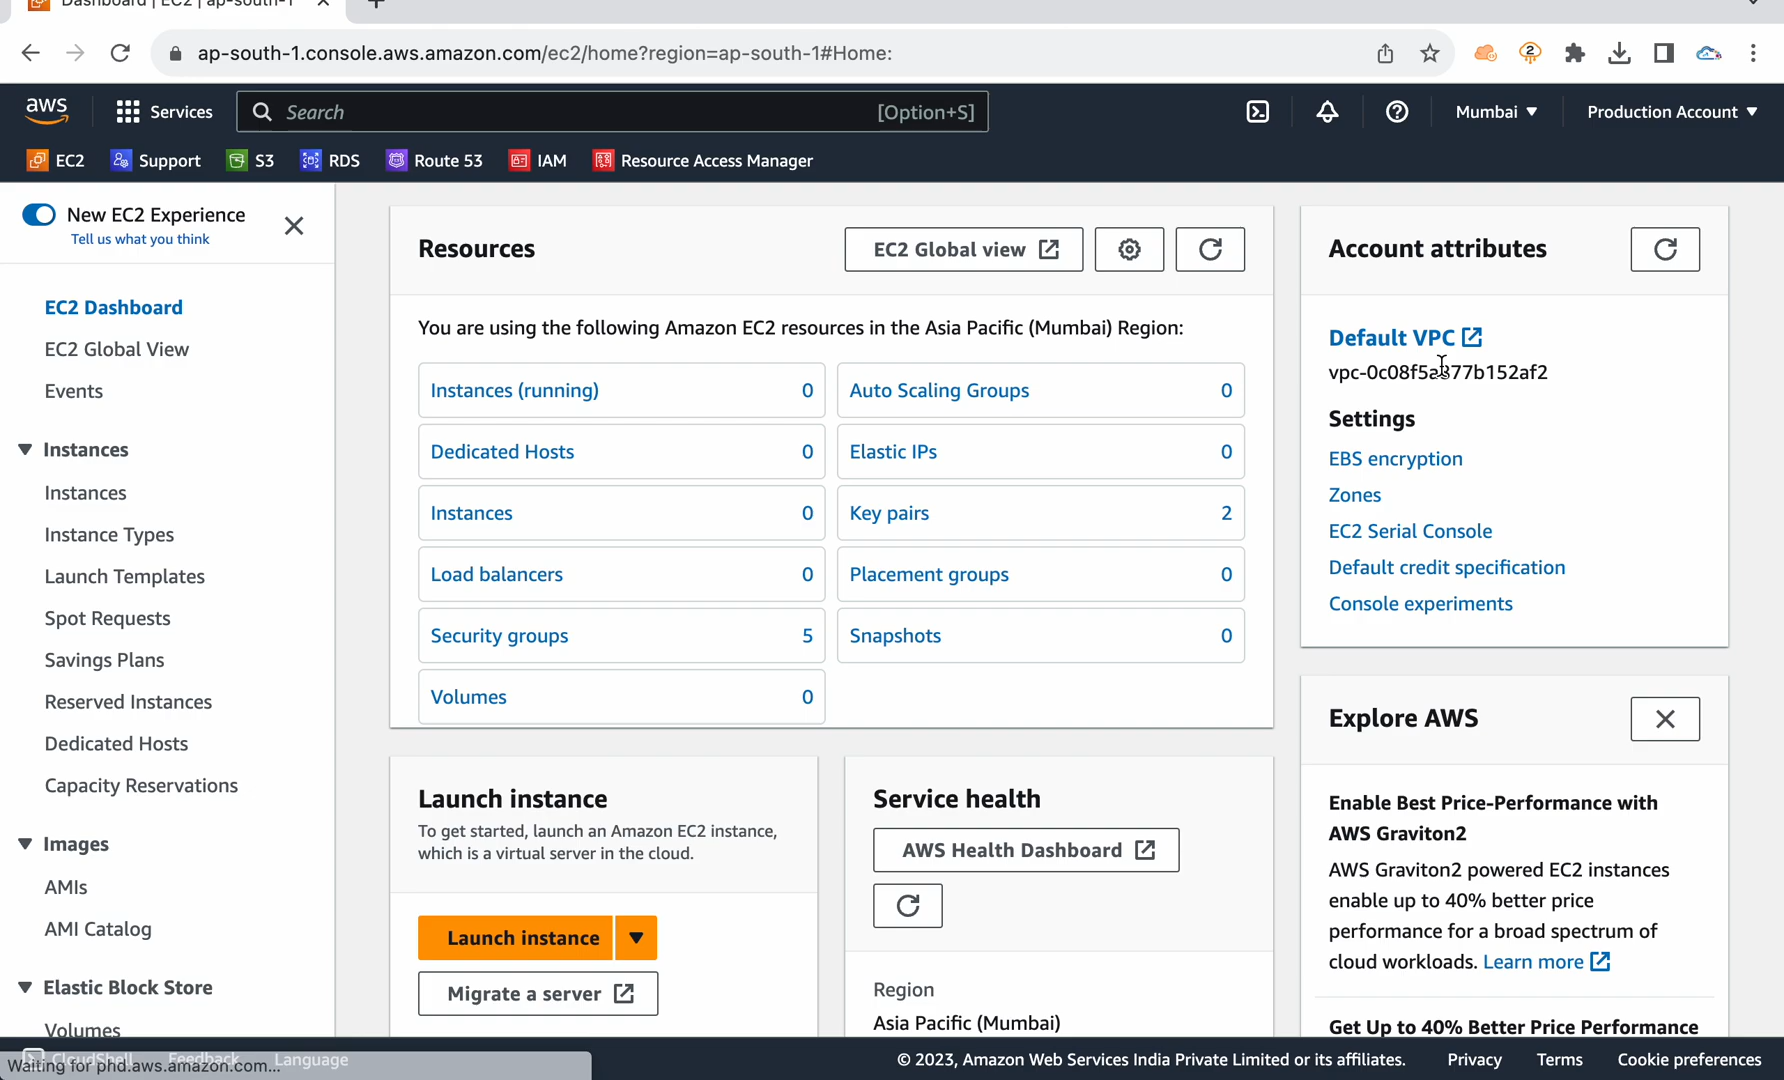 Dashboard | EC2 | ap-south-1
ap-south-1.console.aws.amazon.com/ec2/home?region=ap-south-1#Home:
2
aws
Services
Search
[Option+S]
Mumbai
Production Account
EC2
Support
S3
RDS
Route 53
IAM
Resource Access Manager
New EC2 Experience
Tell us what you think
EC2 Dashboard
EC2 Global View
Events
Instances
Instances
Instance Types
Launch Templates
Spot Requests
Savings Plans
Reserved Instances
Dedicated Hosts
Capacity Reservations
Images
AMIs
AMI Catalog
Elastic Block Store
Volumes
Resources
EC2 Global view
You are using the following Amazon EC2 resources in the Asia Pacific (Mumbai) Region:
Instances (running) 0
Auto Scaling Groups 0
Dedicated Hosts 0
Elastic IPs 0
Instances 0
Key pairs 2
Load balancers 0
Placement groups 0
Security groups 5
Snapshots 0
Volumes 0
Launch instance
To get started, launch an Amazon EC2 instance,
which is a virtual server in the cloud.
Launch instance
Migrate a server
Service health
AWS Health Dashboard
Region
Asia Pacific (Mumbai)
Account attributes
Default VPC
Settings
EBS encryption
Zones
EC2 Serial Console
Default credit specification
Console experiments
Explore AWS
Enable Best Price-Performance with
AWS Graviton2
AWS Graviton2 powered EC2 instances
enable up to 40% better price
performance for a broad spectrum of
cloud workloads. Learn more
Get Up to 40% Better Price Performance
CloudShell
Feedback
Language
Waiting for phd.aws.amazon.com...
© 2023, Amazon Web Services India Private Limited or its affiliates.
Privacy
Terms
Cookie preferences